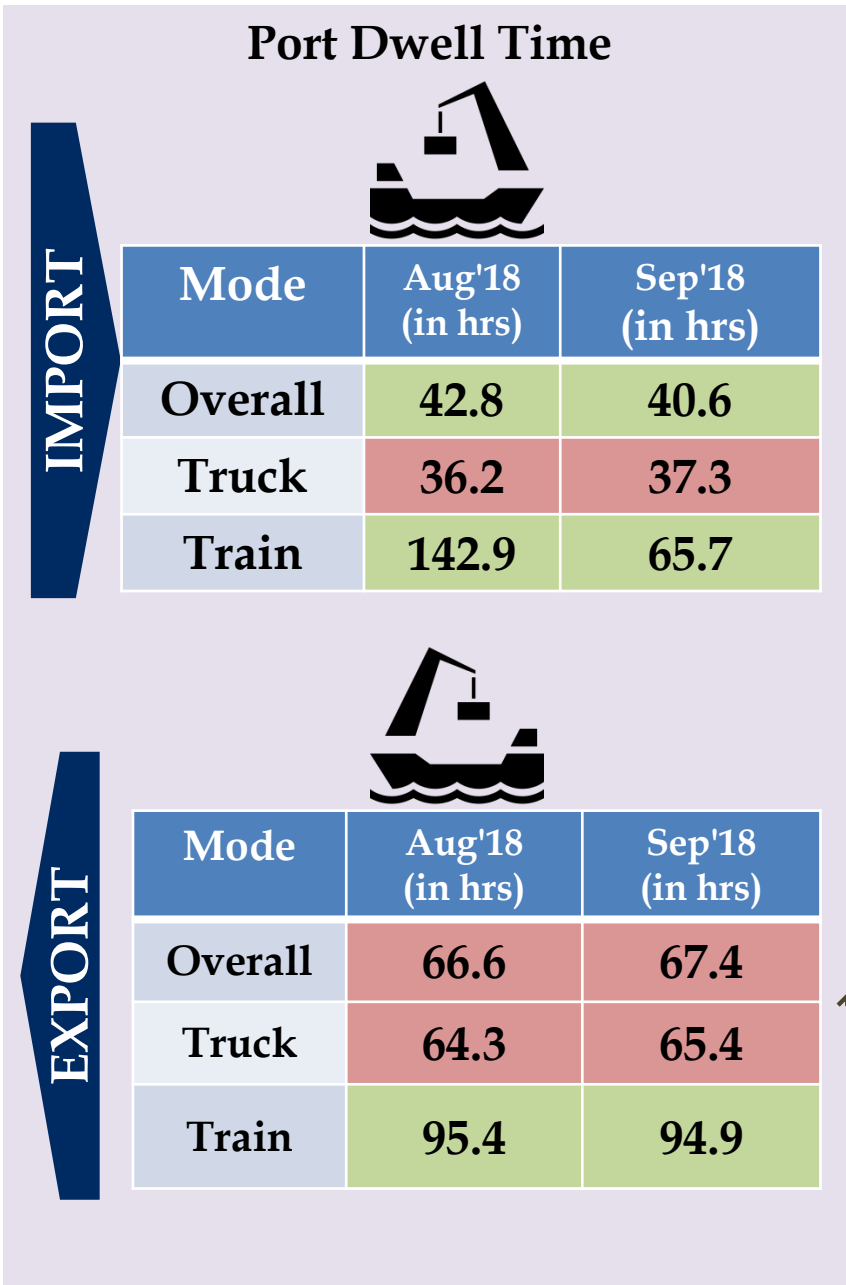 Port Dwell Time
IMPORT
Mode Aug'18 Sep'18
(in hrs) (in hrs)
Overall 42.8 40.6
Truck 36.2 37.3
Train 142.9 65.7
EXPORT
Mode Aug'18 Sep'18
(in hrs) (in hrs)
Overall 66.6 67.4
Truck 64.3 65.4
Train 95.4 94.9